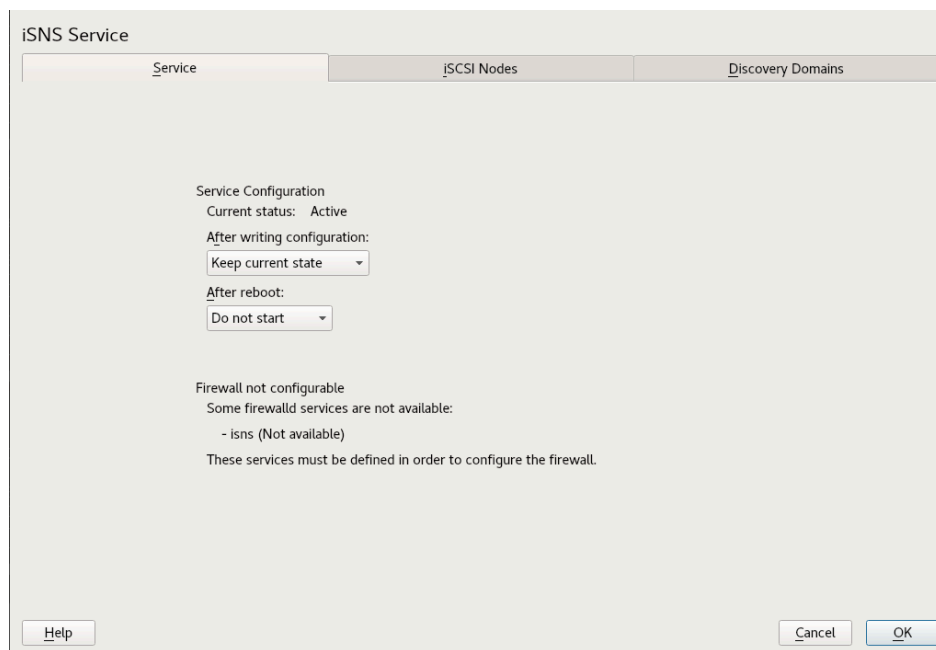 iSNS Service
Service iSCSI Nodes Discovery Domains
Service Configuration
Current status: Active
After writing configuration:
Keep current state
After reboot:
Do not start
Firewall not configurable
Some firewalld services are not available:
- isns (Not available)
These services must be defined in order to configure the firewall.
Help Cancel OK